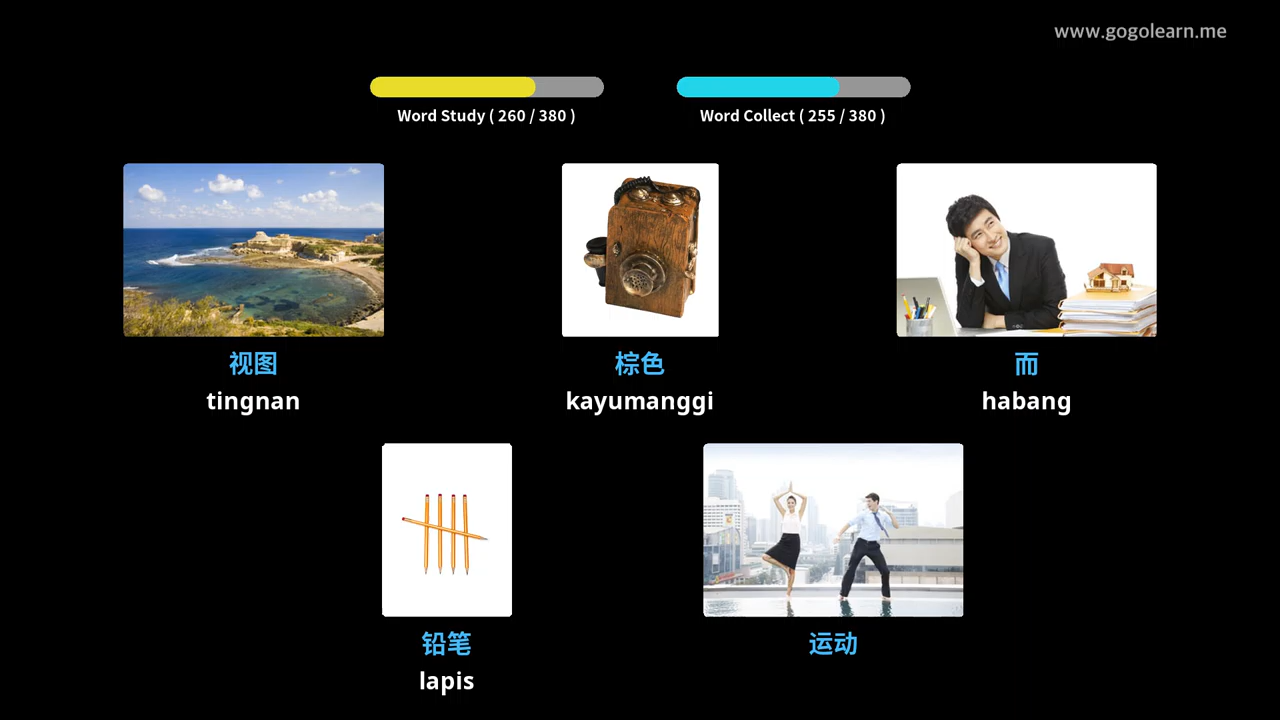 www.gogolearn.me
Word Study ( 260 / 380 )
Word Collect ( 255 / 380 )
视图
tingnan
棕色
kayumanggi
而
habang
铅笔
lapis
运动